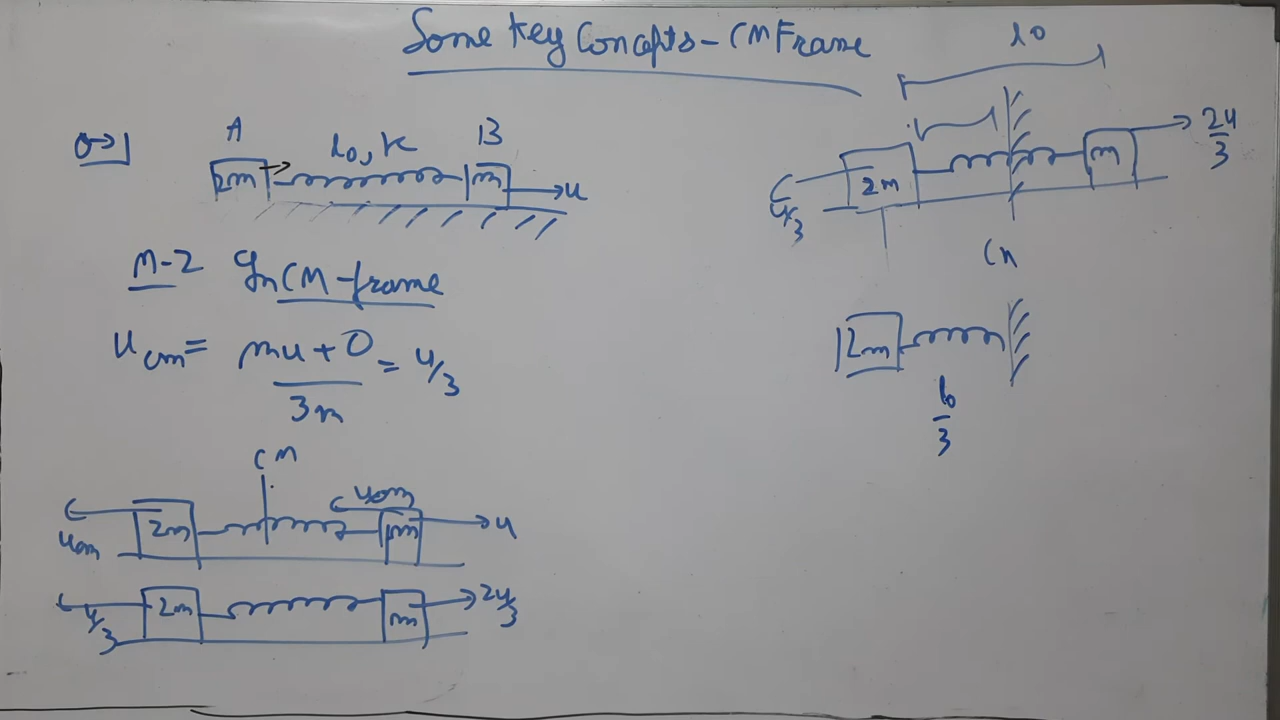 Some Key Concepts - CM Frame
l0
A
l0, K
B
2m
m
u
2m
m
2u/3
u/3
M-2 In CM-frame
ucm = mu + 0 / 3m = u/3
CM
2m
l0/3
CM
ucm
2m
m
u
ucm
u/3
2m
m
2u/3